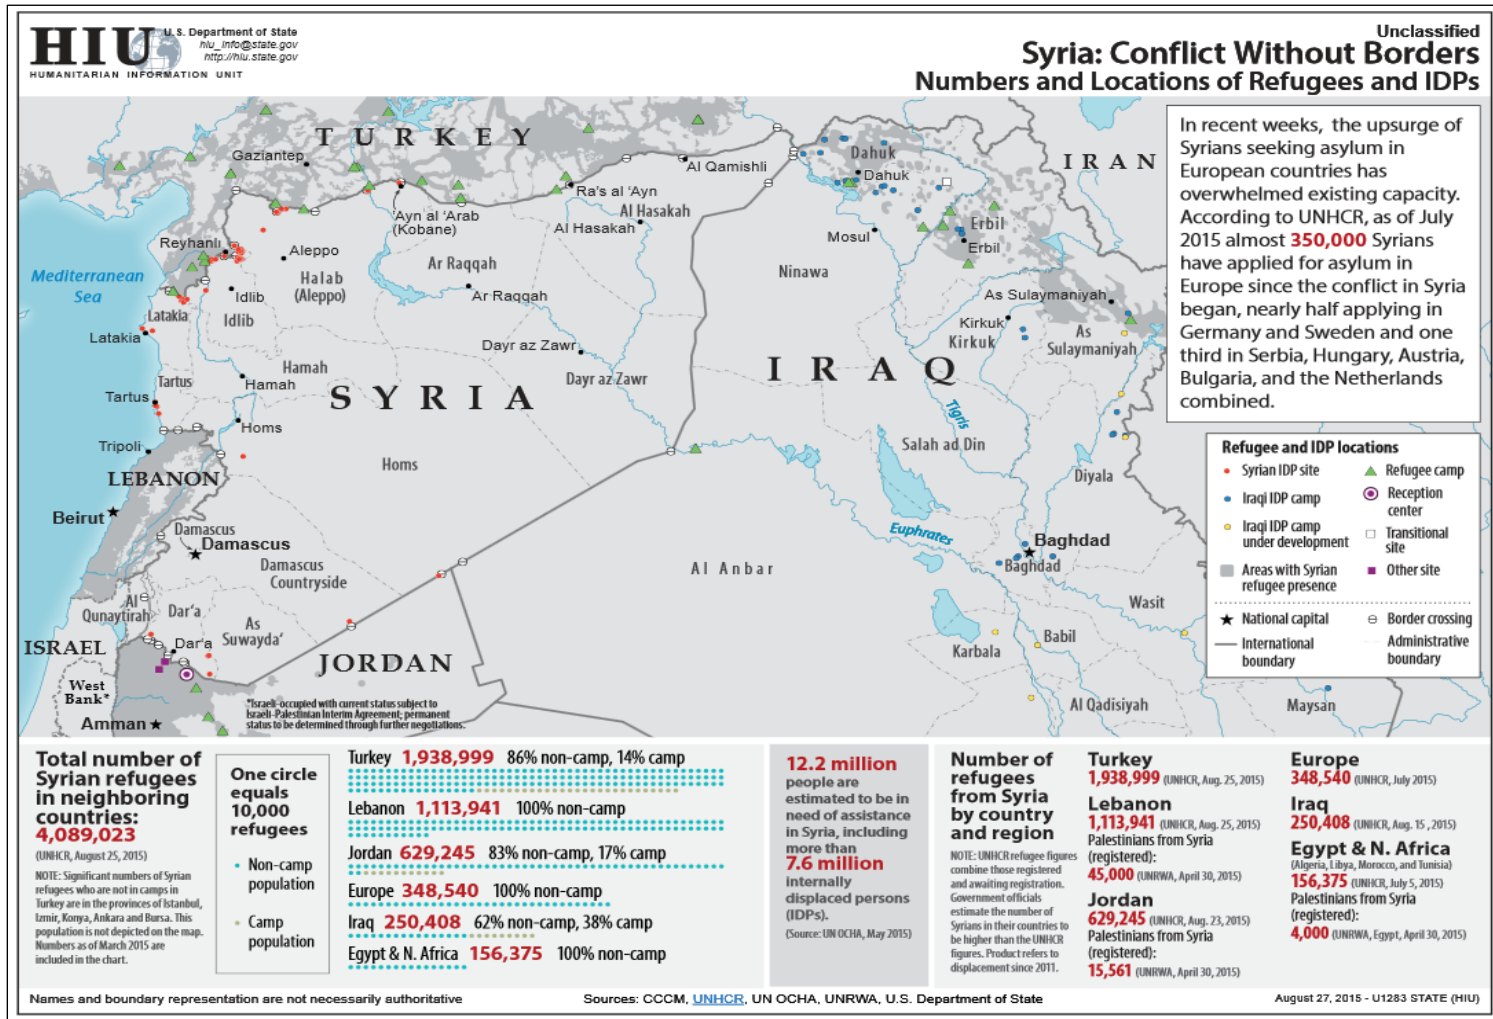 HIU
U.S. Department of State
hiu_info@state.gov
http://hiu.state.gov
HUMANITARIAN INFORMATION UNIT
Unclassified
Syria: Conflict Without Borders
Numbers and Locations of Refugees and IDPs
In recent weeks, the upsurge of
Syrians seeking asylum in
European countries has
overwhelmed existing capacity.
According to UNHCR, as of July
2015 almost 350,000 Syrians
have applied for asylum in
Europe since the conflict in Syria
began, nearly half applying in
Germany and Sweden and one
third in Serbia, Hungary, Austria,
Bulgaria, and the Netherlands
combined.
TURKEY
Gaziantep
Al Qamishli
Dahuk
Dahuk
IRAN
Ra's al 'Ayn
'Ayn al 'Arab
(Kobane)
Al Hasakah
Al Hasakah
Erbil
Erbil
Mosul
Reyhanlı
Aleppo
Halab
(Aleppo)
Ar Raqqah
Ar Raqqah
Ninawa
Mediterranean
Sea
Idlib
Idlib
As Sulaymaniyah
As
Sulaymaniyah
Kirkuk
Kirkuk
Latakia
Latakia
Dayr az Zawr
Dayr az Zawr
Hamah
Hamah
Tartus
Tartus
SYRIA
IRAQ
Tigris
Homs
Homs
Tripoli
Salah ad Din
LEBANON
Diyala
Beirut
Damascus
Damascus
Damascus
Countryside
Euphrates
Baghdad
Baghdad
Al Anbar
Al
Qunaytirah
Dar'a
Dar'a
As
Suwayda'
Wasit
Babil
Karbala
ISRAEL
JORDAN
West
Bank*
Al Qadisiyah
Maysan
Amman
*Israeli-occupied with current status subject to
Israeli-Palestinian Interim Agreement; permanent
status to be determined through further negotiations.
Refugee and IDP locations
Syrian IDP site
Refugee camp
Iraqi IDP camp
Reception
center
Iraqi IDP camp
under development
Transitional
site
Areas with Syrian
refugee presence
Other site
National capital
Border crossing
International
boundary
Administrative
boundary
Total number of
Syrian refugees
in neighboring
countries:
4,089,023
(UNHCR, August 25, 2015)
NOTE: Significant numbers of Syrian
refugees who are not in camps in
Turkey are in the provinces of Istanbul,
Izmir, Konya, Ankara and Bursa. This
population is not depicted on the map.
Numbers as of March 2015 are
included in the chart.
One circle
equals
10,000
refugees
Non-camp
population
Camp
population
Turkey 1,938,999 86% non-camp, 14% camp
Lebanon 1,113,941 100% non-camp
Jordan 629,245 83% non-camp, 17% camp
Europe 348,540 100% non-camp
Iraq 250,408 62% non-camp, 38% camp
Egypt & N. Africa 156,375 100% non-camp
12.2 million
people are
estimated to be in
need of assistance
in Syria, including
more than
7.6 million
internally
displaced persons
(IDPs).
(Source: UN OCHA, May 2015)
Number of
refugees
from Syria
by country
and region
NOTE: UNHCR refugee figures
combine those registered
and awaiting registration.
Government officials
estimate the number of
Syrians in their countries to
be higher than the UNHCR
figures. Product refers to
displacement since 2011.
Turkey
1,938,999 (UNHCR, Aug. 25, 2015)
Lebanon
1,113,941 (UNHCR, Aug. 25, 2015)
Palestinians from Syria
(registered):
45,000 (UNRWA, April 30, 2015)
Jordan
629,245 (UNHCR, Aug. 23, 2015)
Palestinians from Syria
(registered):
15,561 (UNRWA, April 30, 2015)
Europe
348,540 (UNHCR, July 2015)
Iraq
250,408 (UNHCR, Aug. 15 , 2015)
Egypt & N. Africa
(Algeria, Libya, Morocco, and Tunisia)
156,375 (UNHCR, July 5, 2015)
Palestinians from Syria
(registered):
4,000 (UNRWA, Egypt, April 30, 2015)
Names and boundary representation are not necessarily authoritative
Sources: CCCM, UNHCR, UN OCHA, UNRWA, U.S. Department of State
August 27, 2015 - U1283 STATE (HIU)